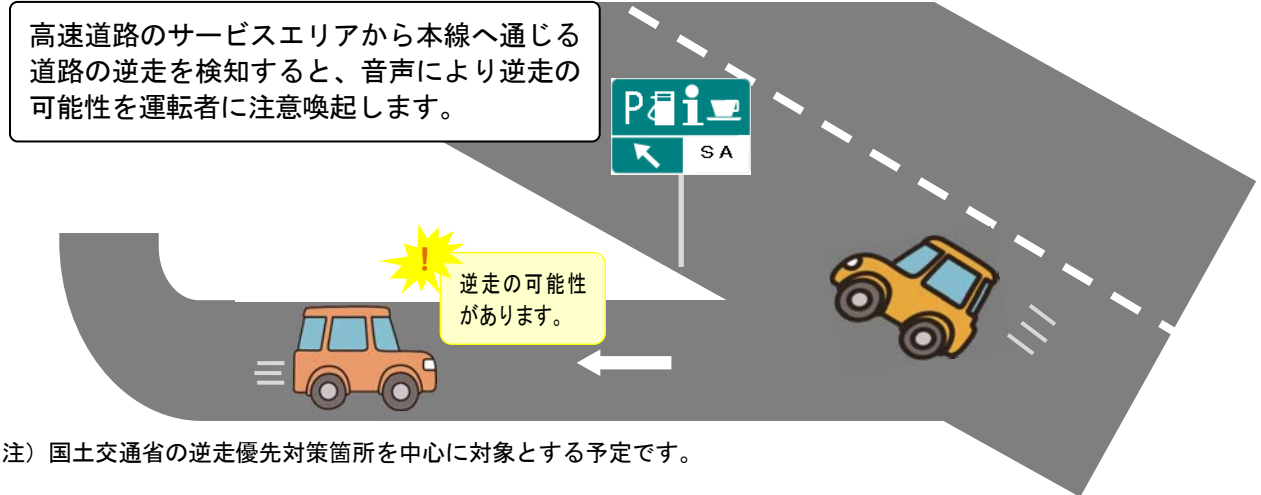 高速道路のサービスエリアから本線へ通じる
道路の逆走を検知すると、音声により逆走の
可能性を運転者に注意喚起します。
P
SA
!
逆走の可能性
があります。
注）国土交通省の逆走優先対策箇所を中心に対象とする予定です。